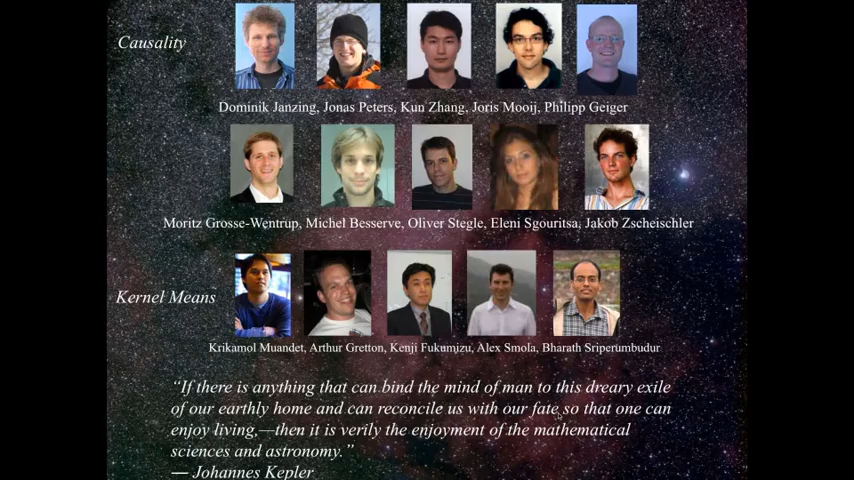 Causality
Dominik Janzing, Jonas Peters, Kun Zhang, Joris Mooij, Philipp Geiger
Moritz Grosse-Wentrup, Michel Besserve, Oliver Stegle, Eleni Sgouritsa, Jakob Zscheischler
Kernel Means
Krikamol Muandet, Arthur Gretton, Kenji Fukumizu, Alex Smola, Bharath Sriperumbudur
“If there is anything that can bind the mind of man to this dreary exile
of our earthly home and can reconcile us with our fate so that one can
enjoy living,—then it is verily the enjoyment of the mathematical
sciences and astronomy.”
— Johannes Kepler